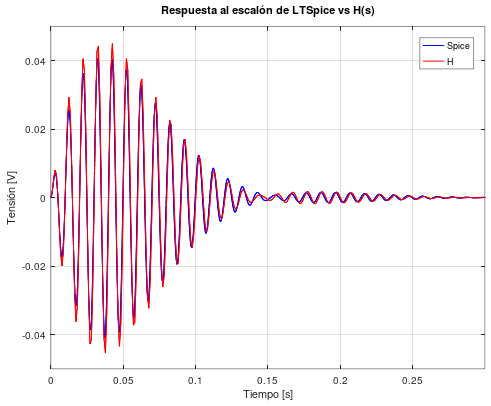 Respuesta al escalón de LTSpice vs H(s)
Spice
H
0.04
0.02
0
-0.02
-0.04
Tensión [V]
0
0.05
0.1
0.15
0.2
0.25
Tiempo [s]